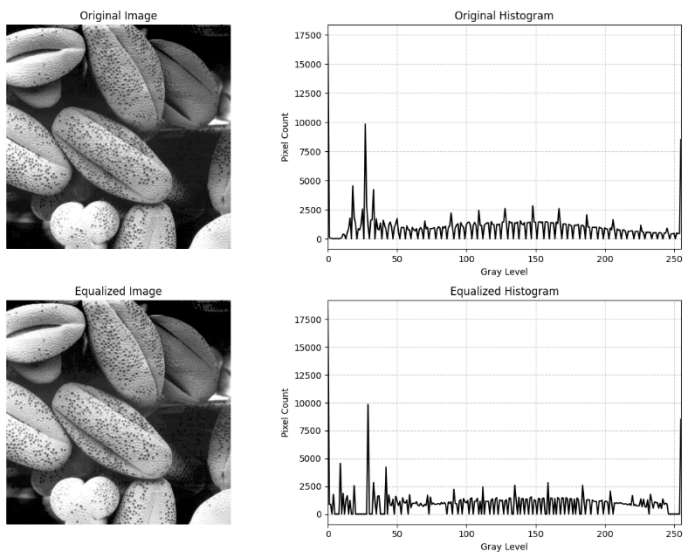 Original Image
Original Histogram
17500
15000
12500
10000
7500
5000
2500
0
Pixel Count
0 50 100 150 200 250
Gray Level
Equalized Image
Equalized Histogram
17500
15000
12500
10000
7500
5000
2500
0
Pixel Count
0 50 100 150 200 250
Gray Level